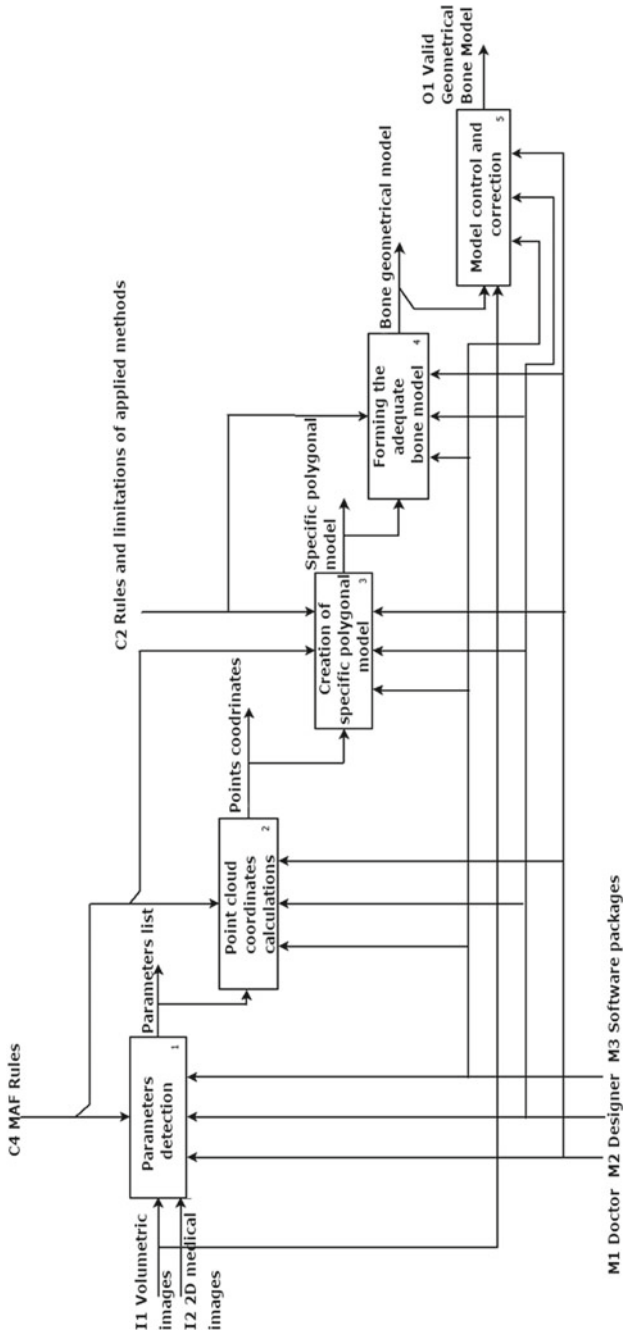 C4 MAF Rules
C2 Rules and limitations of applied methods
I1 Volumetric
images
I2 2D medical
images
Parameters
detection
1
Parameters list
Point cloud
coordinates
calculations
2
Points coodrinates
Creation of
specific polygonal
model
3
Specific polygonal
model
Forming the
adequate
bone model
4
Bone geometrical model
Model control and
correction
5
O1 Valid
Geometrical
Bone Model
M1 Doctor
M2 Designer
M3 Software packages